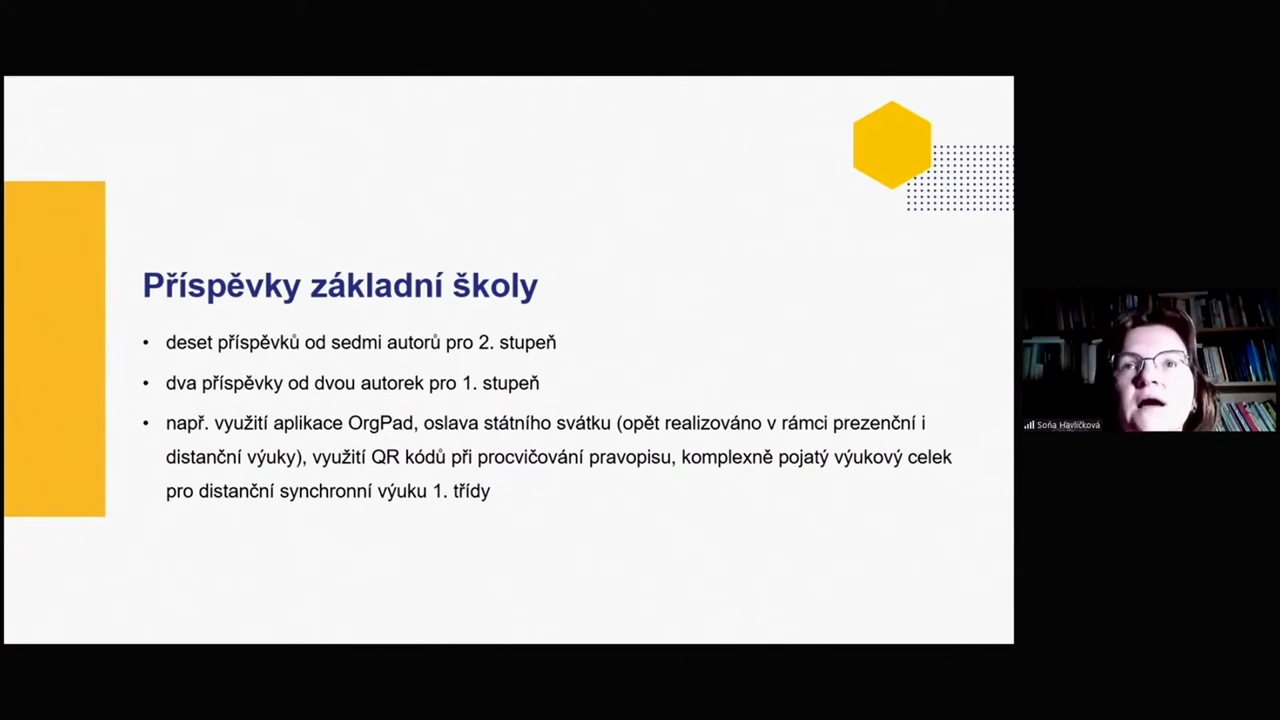 Příspěvky základní školy
• deset příspěvků od sedmi autorů pro 2. stupeň
• dva příspěvky od dvou autorek pro 1. stupeň
• např. využití aplikace OrgPad, oslava státního svátku (opět realizováno v rámci prezenční i
distanční výuky), využití QR kódů při procvičování pravopisu, komplexně pojatý výukový celek
pro distanční synchronní výuku 1. třídy
Soňa Havlíčková